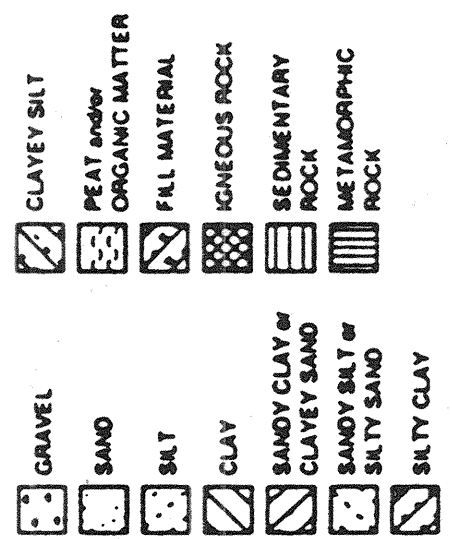 GRAVEL
SAND
SILT
CLAY
SANDY CLAY or
CLAYEY SAND
SANDY SILT or
SILTY SAND
SILTY CLAY
CLAYEY SILT
PEAT and/or
ORGANIC MATTER
FILL MATERIAL
IGNEOUS ROCK
SEDIMENTARY
ROCK
METAMORPHIC
ROCK